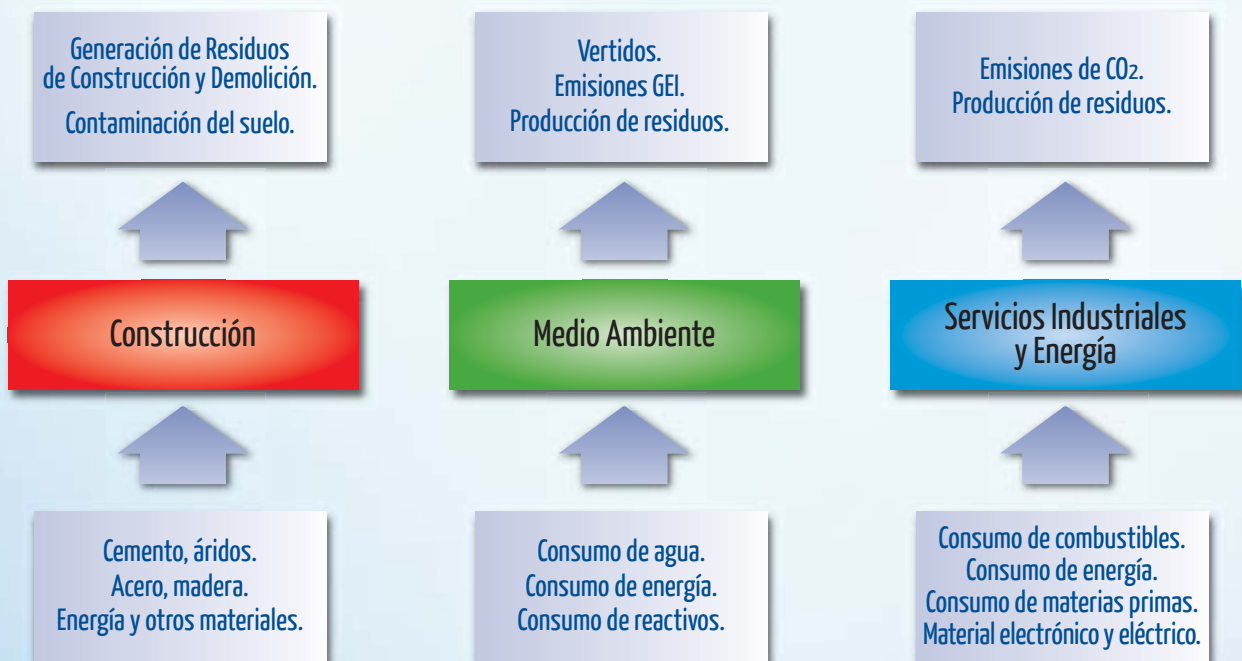 Generación de Residuos
de Construcción y Demolición.
Contaminación del suelo.
Vertidos.
Emisiones GEI.
Producción de residuos.
Emisiones de CO2.
Producción de residuos.
Construcción
Medio Ambiente
Servicios Industriales
y Energía
Cemento, áridos.
Acero, madera.
Energía y otros materiales.
Consumo de agua.
Consumo de energía.
Consumo de reactivos.
Consumo de combustibles.
Consumo de energía.
Consumo de materias primas.
Material electrónico y eléctrico.